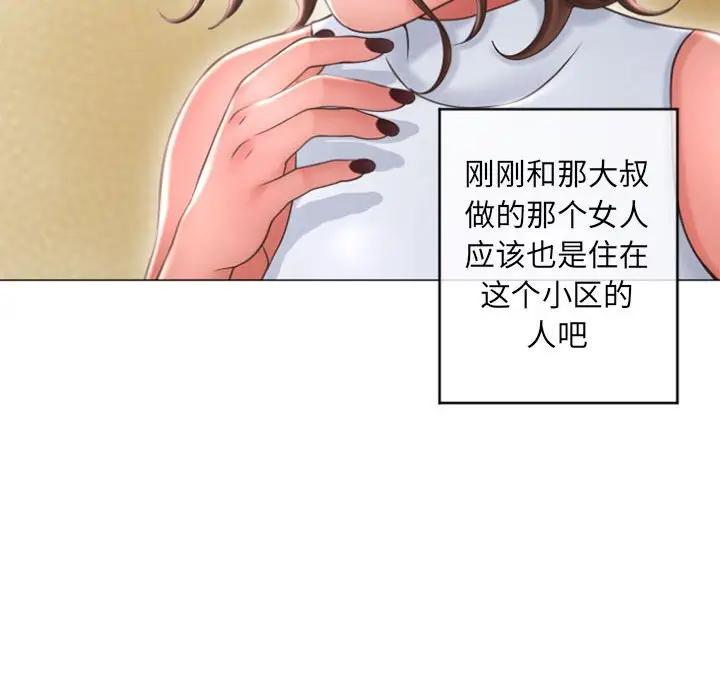 刚刚和那大叔
做的那个女人
应该也是住在
这个小区的
人吧